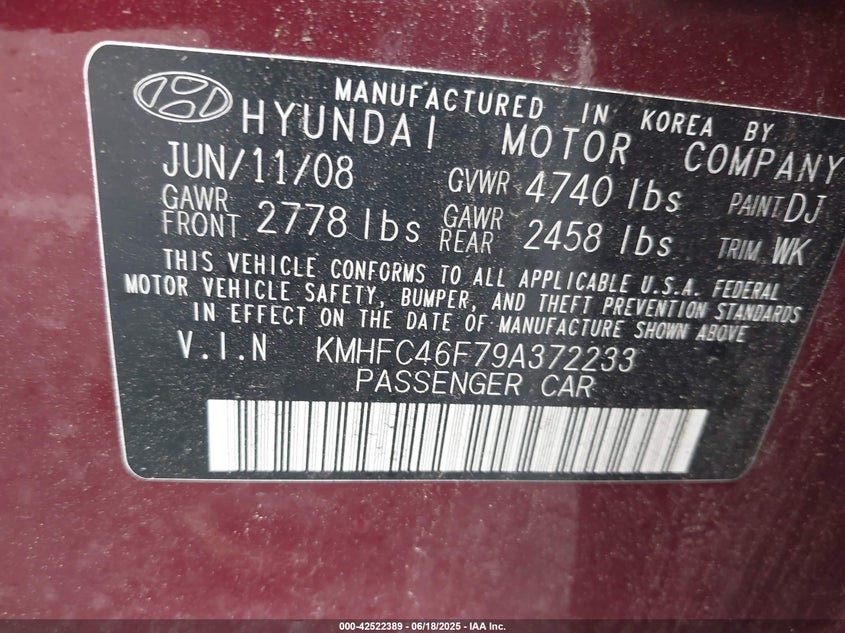 MANUFACTURED IN KOREA BY
HYUNDAI MOTOR COMPANY
JUN/11/08 GVWR 4740 lbs PAINT DJ
GAWR FRONT 2778 lbs GAWR REAR 2458 lbs TRIM WK
THIS VEHICLE CONFORMS TO ALL APPLICABLE U.S.A. FEDERAL
MOTOR VEHICLE SAFETY, BUMPER, AND THEFT PREVENTION STANDARDS
IN EFFECT ON THE DATE OF MANUFACTURE SHOWN ABOVE
V.I.N KMHFC46F79A372233
PASSENGER CAR
000-42522389 - 06/18/2025 - IAA Inc.